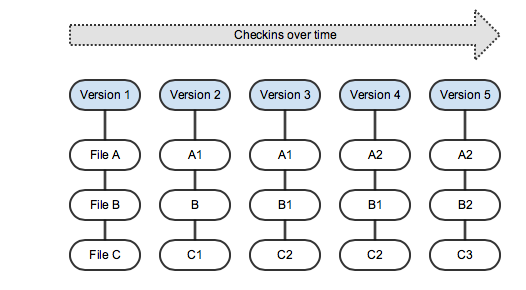 Checkins over time
Version 1
Version 2
Version 3
Version 4
Version 5
File A
A1
A1
A2
A2
File B
B
B1
B1
B2
File C
C1
C2
C2
C3